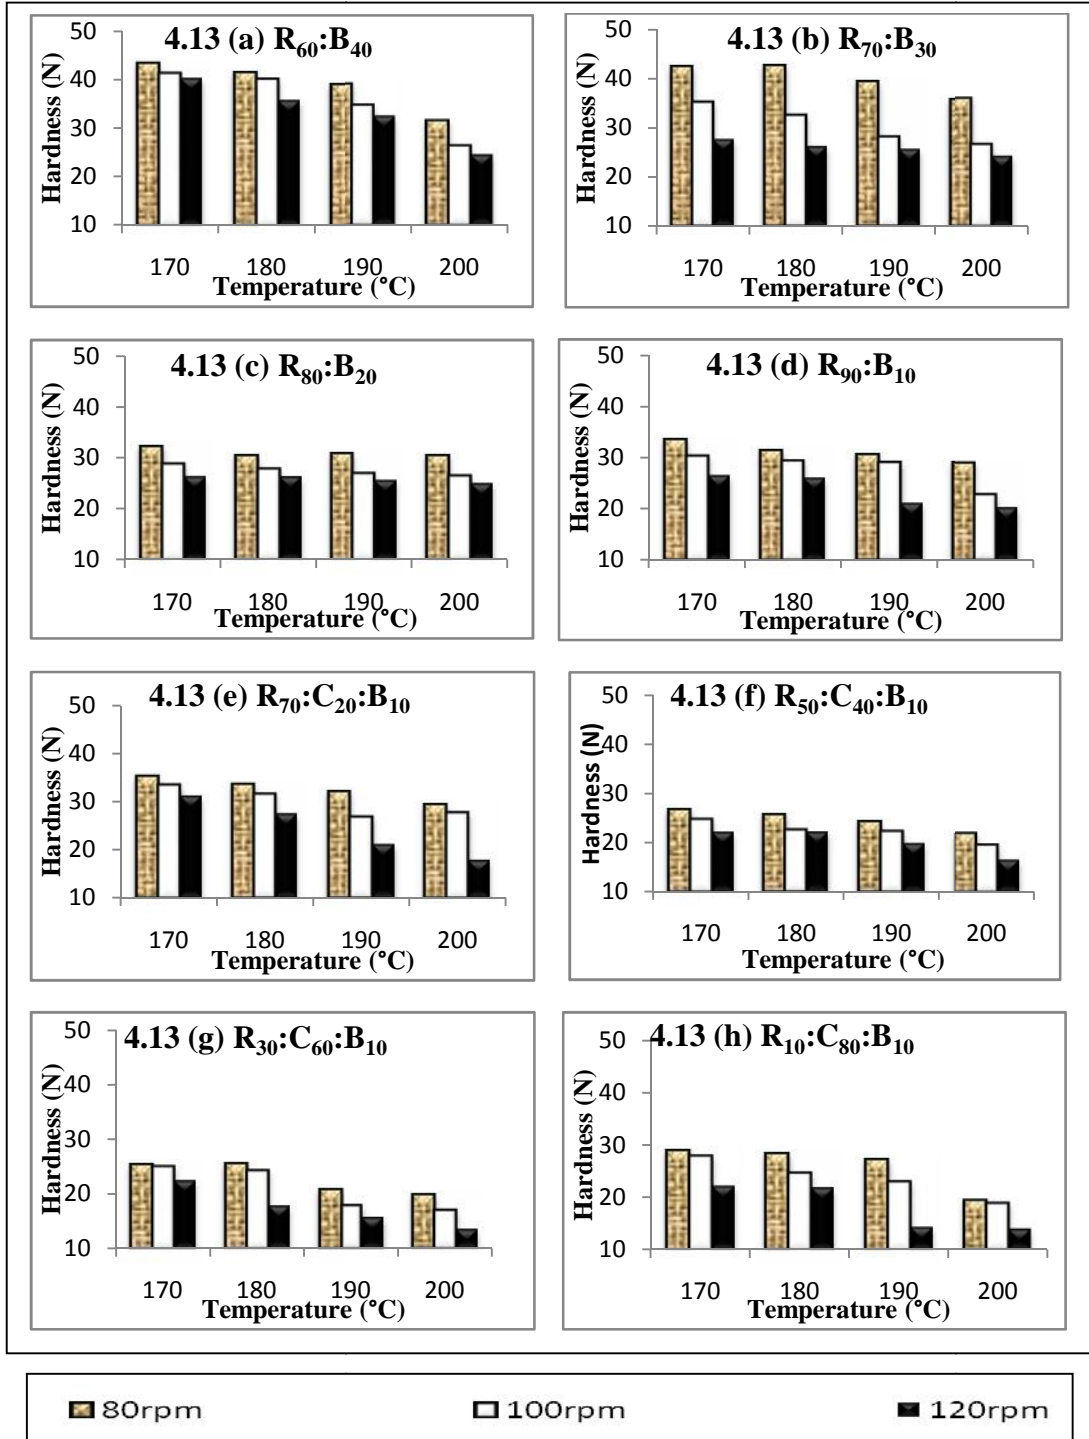 4.13 (a) R₆₀:B₄₀
Hardness (N)
50
40
30
20
10
170 180 190 200
Temperature (°C)
4.13 (b) R₇₀:B₃₀
Hardness (N)
50
40
30
20
10
170 180 190 200
Temperature (°C)
4.13 (c) R₈₀:B₂₀
Hardness (N)
50
40
30
20
10
170 180 190 200
Temperature (°C)
4.13 (d) R₉₀:B₁₀
Hardness (N)
50
40
30
20
10
170 180 190 200
Temperature (°C)
4.13 (e) R₇₀:C₂₀:B₁₀
Hardness (N)
50
40
30
20
10
170 180 190 200
Temperature (°C)
4.13 (f) R₅₀:C₄₀:B₁₀
Hardness (N)
50
40
30
20
10
170 180 190 200
Temperature (°C)
4.13 (g) R₃₀:C₆₀:B₁₀
Hardness (N)
50
40
30
20
10
170 180 190 200
Temperature (°C)
4.13 (h) R₁₀:C₈₀:B₁₀
Hardness (N)
50
40
30
20
10
170 180 190 200
Temperature (°C)
80rpm 100rpm 120rpm